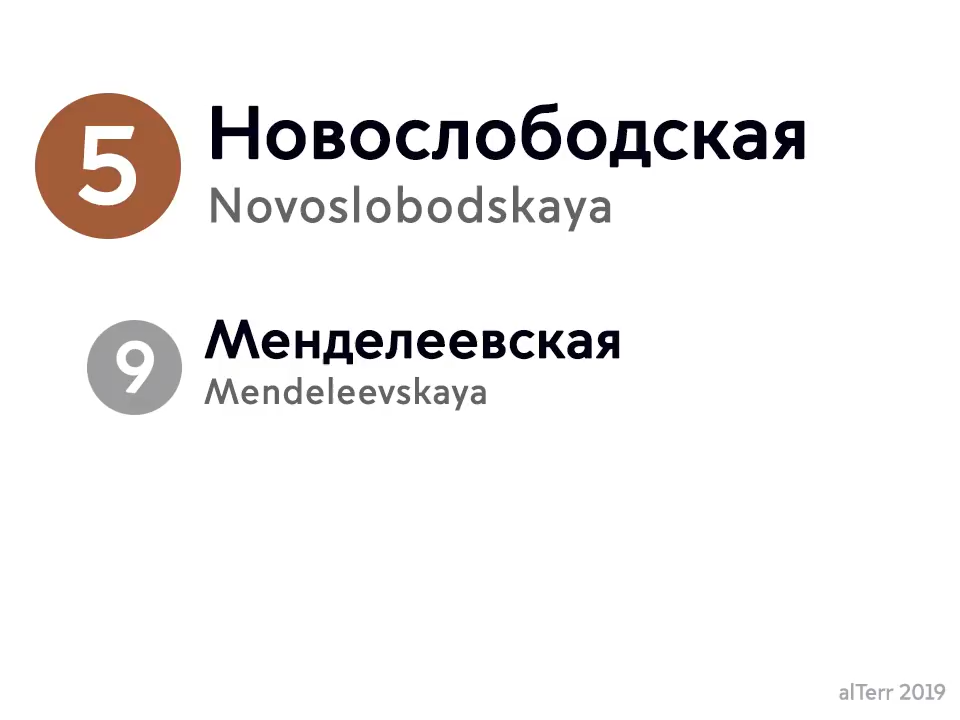 5
Новослободская
Novoslobodskaya
9
Менделеевская
Mendeleevskaya
alTerr 2019